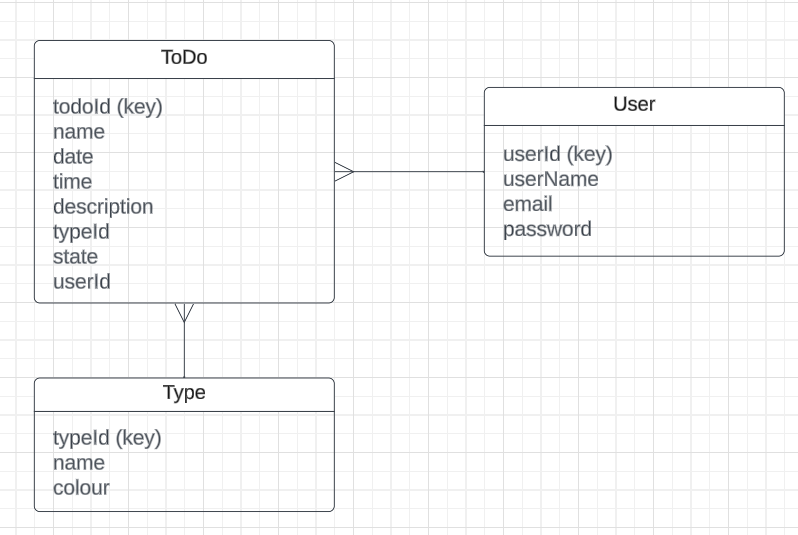 ToDo
todoId (key)
name
date
time
description
typeId
state
userId
User
userId (key)
userName
email
password
Type
typeId (key)
name
colour